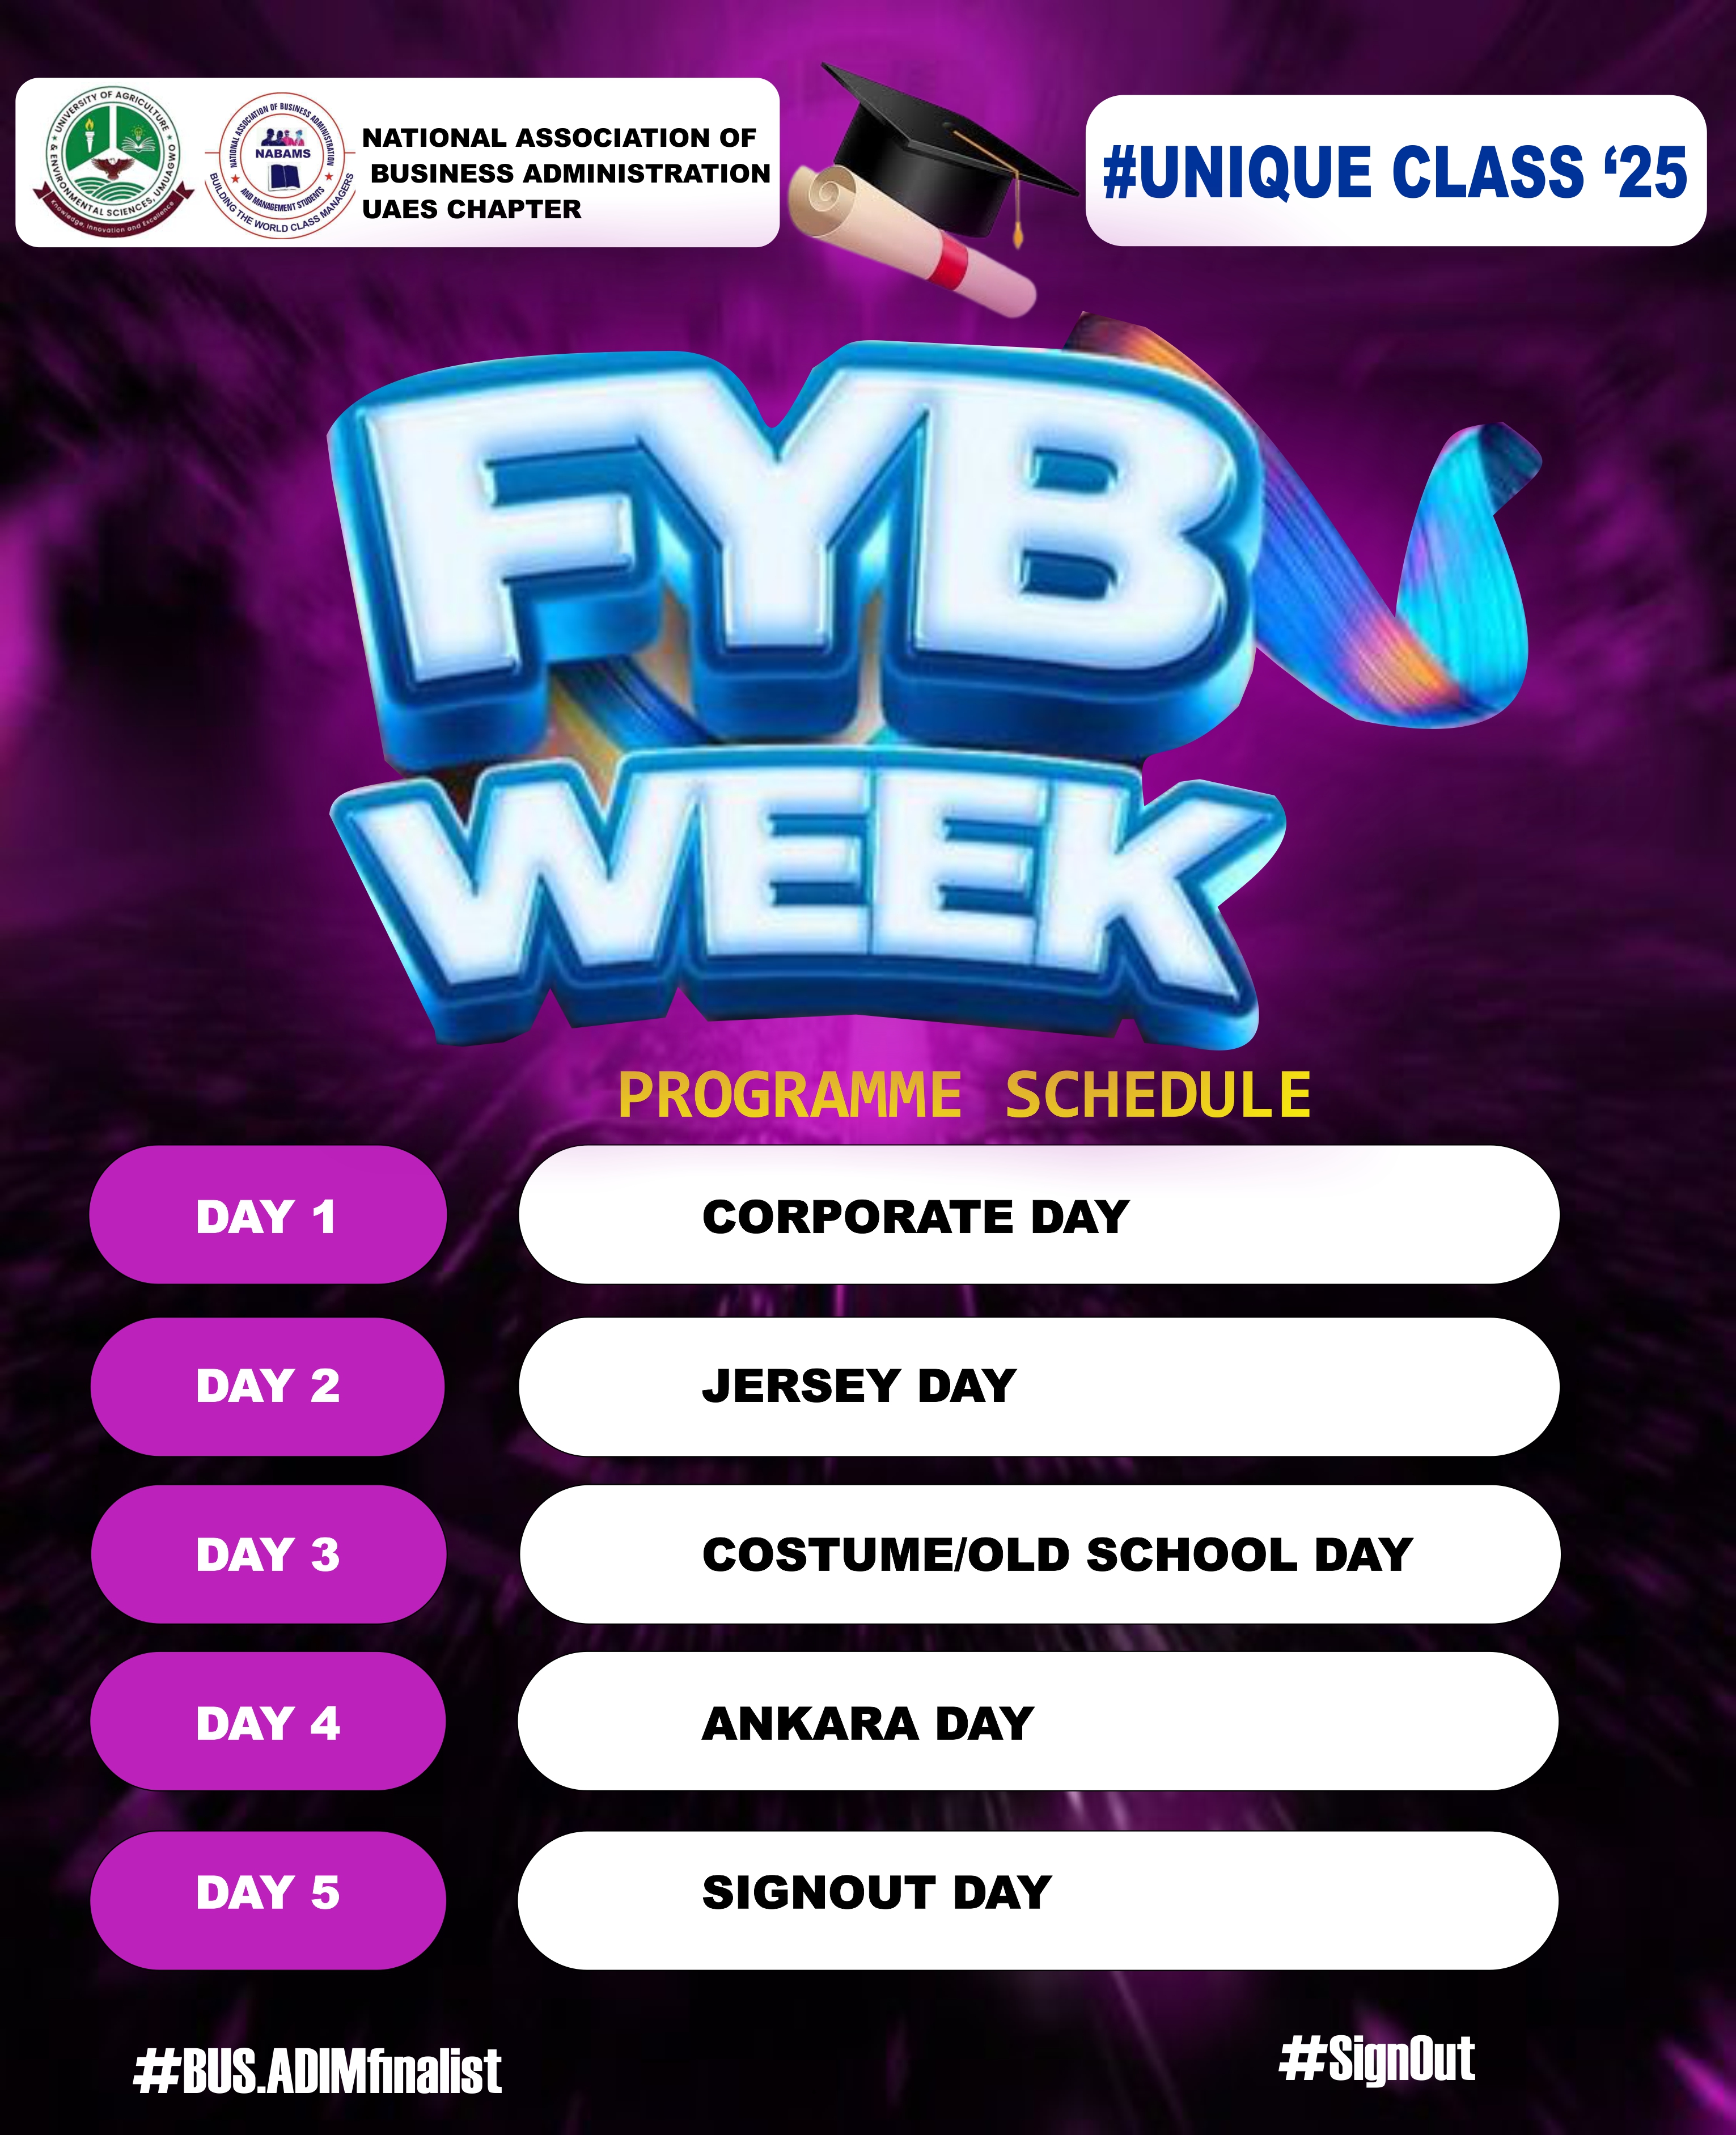 UNIVERSITY OF AGRICULTURE
& ENVIRONMENTAL SCIENCES, UMUAGWO
Knowledge, Innovation and Excellence
NATIONAL ASSOCIATION OF BUSINESS ADMINISTRATION
AND MANAGEMENT STUDENTS
NABAMS
BUILDING THE WORLD CLASS MANAGERS
NATIONAL ASSOCIATION OF
BUSINESS ADMINISTRATION
UAES CHAPTER
#UNIQUE CLASS ‘25
FYB
WEEK
PROGRAMME SCHEDULE
DAY 1 CORPORATE DAY
DAY 2 JERSEY DAY
DAY 3 COSTUME/OLD SCHOOL DAY
DAY 4 ANKARA DAY
DAY 5 SIGNOUT DAY
#BUS.ADIMfinalist
#SignOut